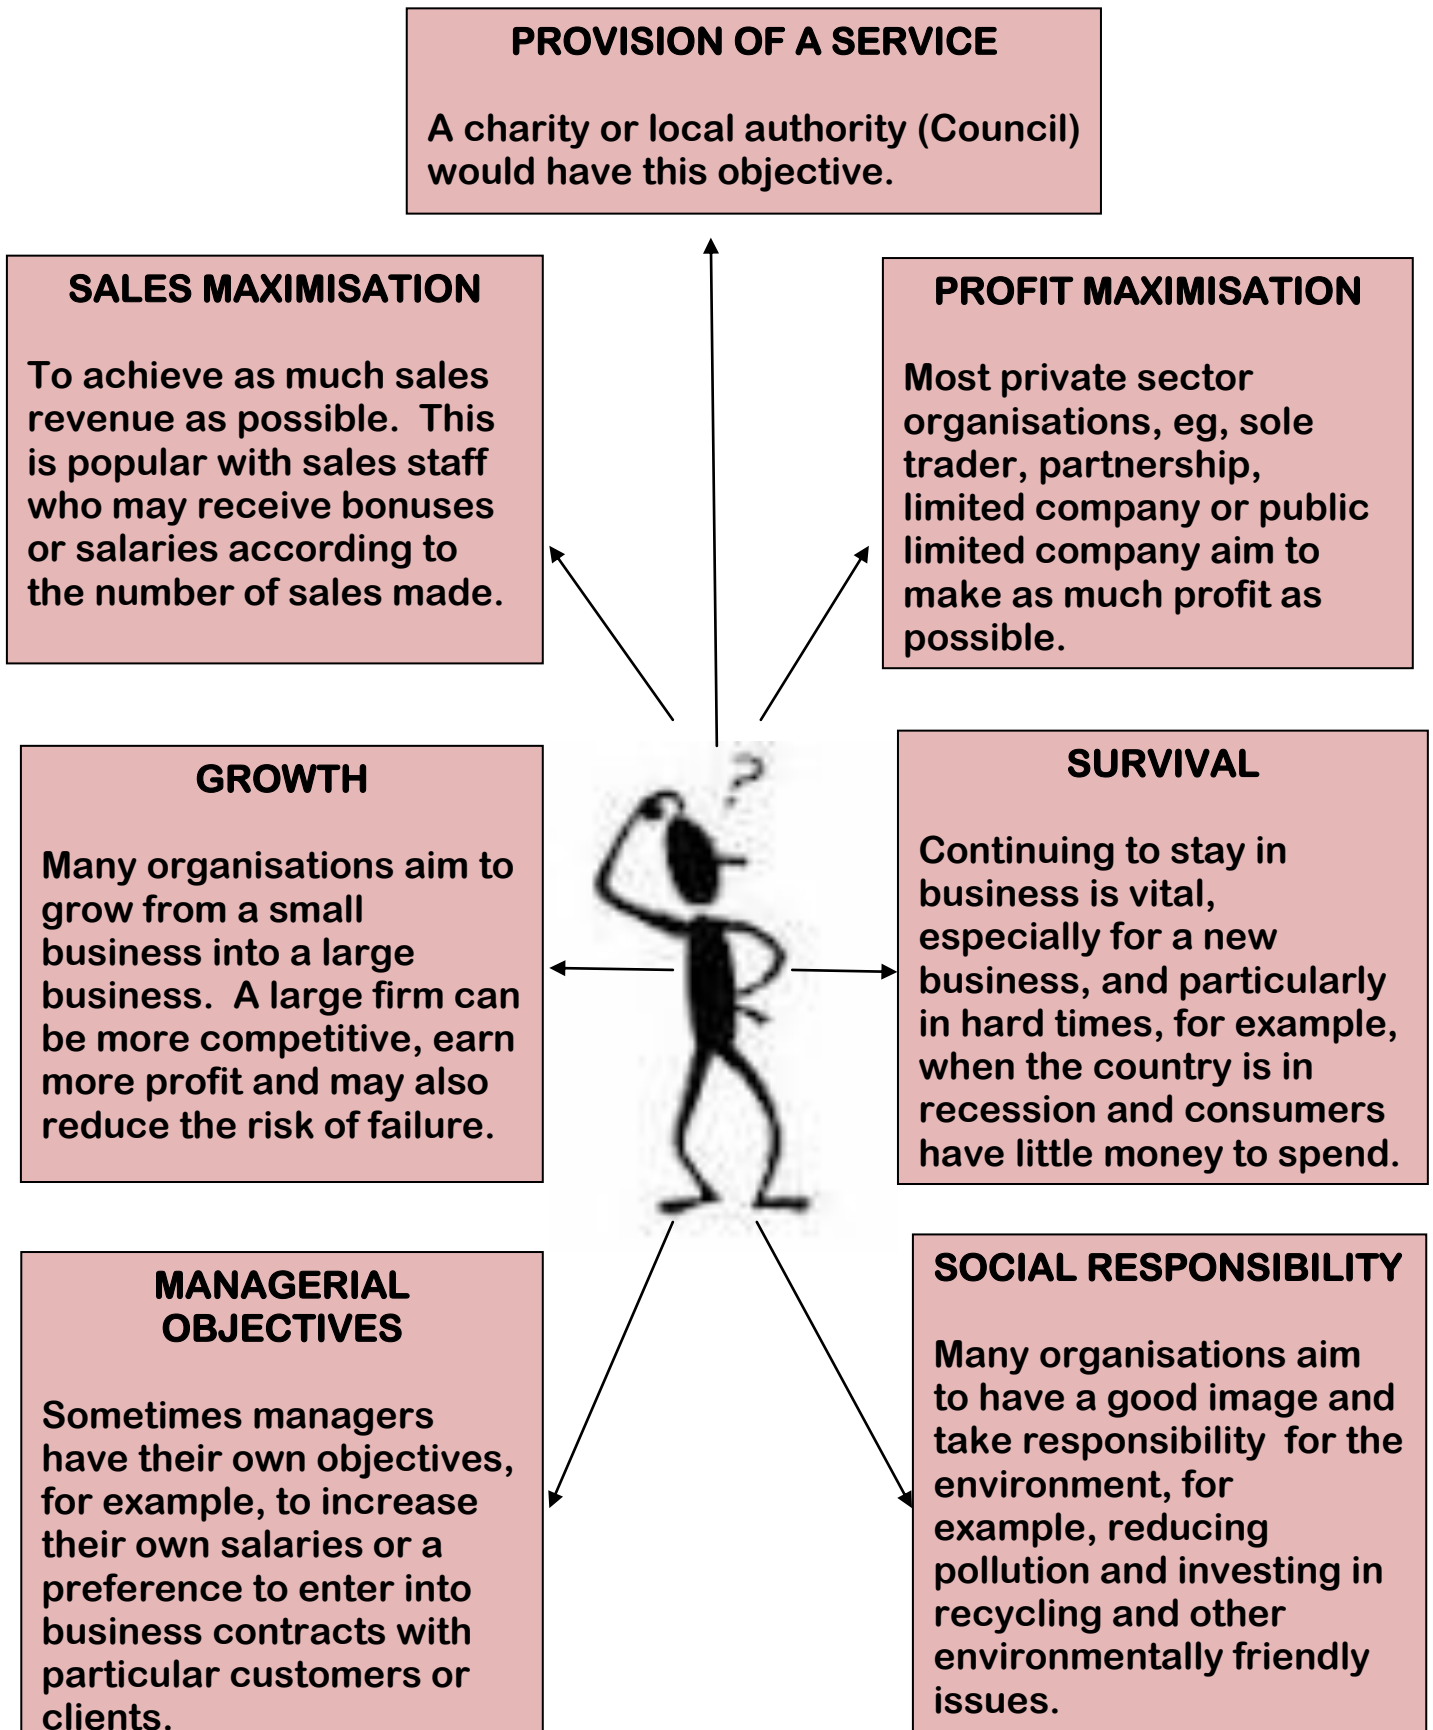 PROVISION OF A SERVICE
A charity or local authority (Council)
would have this objective.
SALES MAXIMISATION
To achieve as much sales
revenue as possible.  This
is popular with sales staff
who may receive bonuses
or salaries according to
the number of sales made.
PROFIT MAXIMISATION
Most private sector
organisations, eg, sole
trader, partnership,
limited company or public
limited company aim to
make as much profit as
possible.
GROWTH
Many organisations aim to
grow from a small
business into a large
business.  A large firm can
be more competitive, earn
more profit and may also
reduce the risk of failure.
?
SURVIVAL
Continuing to stay in
business is vital,
especially for a new
business, and particularly
in hard times, for example,
when the country is in
recession and consumers
have little money to spend.
MANAGERIAL
OBJECTIVES
Sometimes managers
have their own objectives,
for example, to increase
their own salaries or a
preference to enter into
business contracts with
particular customers or
clients.
SOCIAL RESPONSIBILITY
Many organisations aim
to have a good image and
take responsibility  for the
environment, for
example, reducing
pollution and investing in
recycling and other
environmentally friendly
issues.